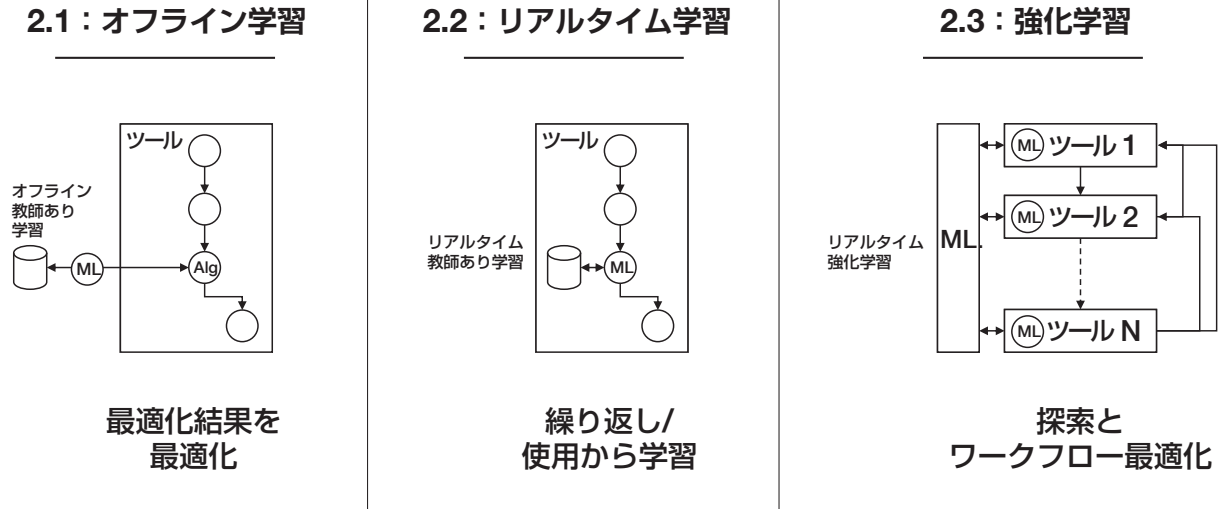 2.1：オフライン学習
ツール
オフライン
教師あり
学習
ML
Alg
最適化結果を
最適化
2.2：リアルタイム学習
ツール
リアルタイム
教師あり学習
ML
繰り返し/
使用から学習
2.3：強化学習
リアルタイム
強化学習
ML.
ML ツール 1
ML ツール 2
ML ツール N
探索と
ワークフロー最適化